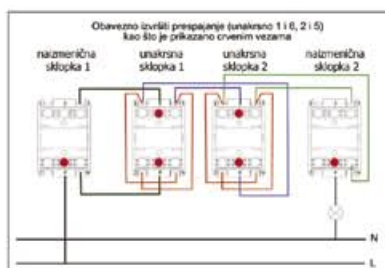 Obavezno izvršiti prespajanje (unakrsno 1 i 6, 2 i 5)
kao što je prikazano crvenim vezama
naizmenična
sklopka 1
unakrsna
sklopka 1
unakrsna
sklopka 2
naizmenična
sklopka 2
N
L